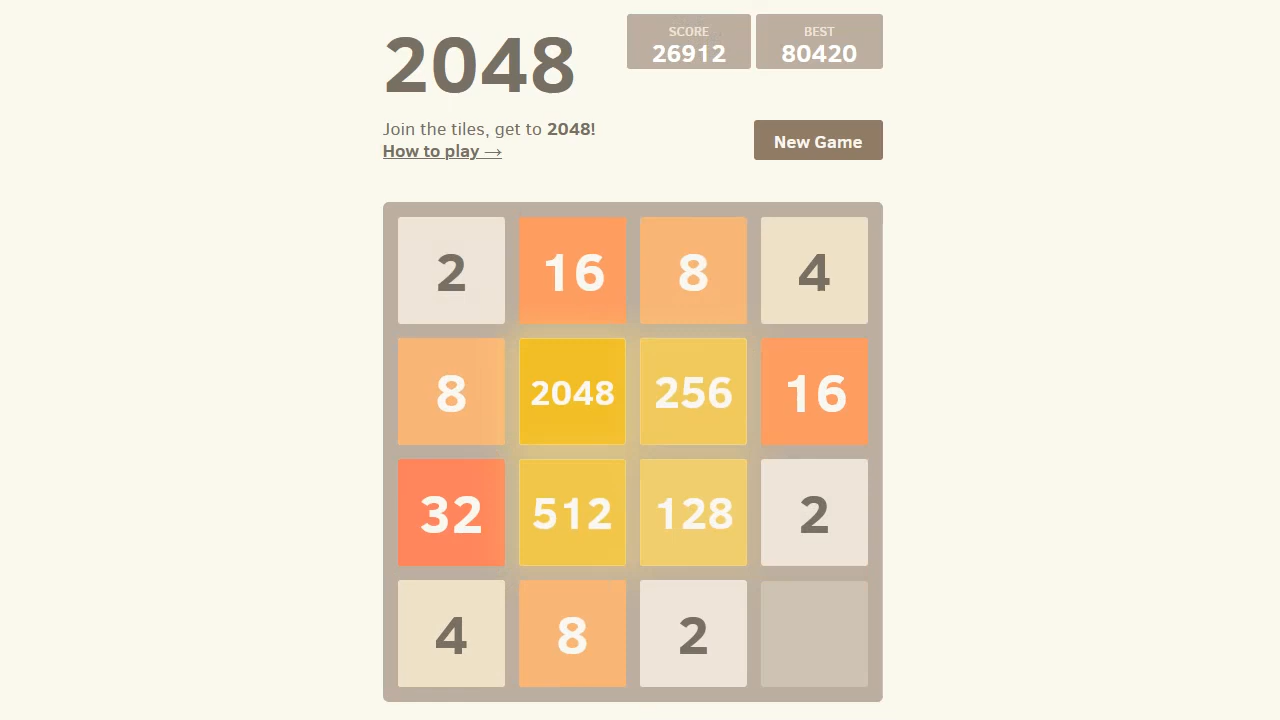 2048
SCORE
26912
BEST
80420
Join the tiles, get to 2048!
How to play →
New Game
2 16 8 4
8 2048 256 16
32 512 128 2
4 8 2